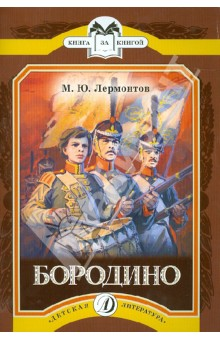 КНИГА ЗА КНИГОЙ
М. Ю. Лермонтов
БОРОДИНО
"ДЕТСКАЯ ЛИТЕРАТУРА"